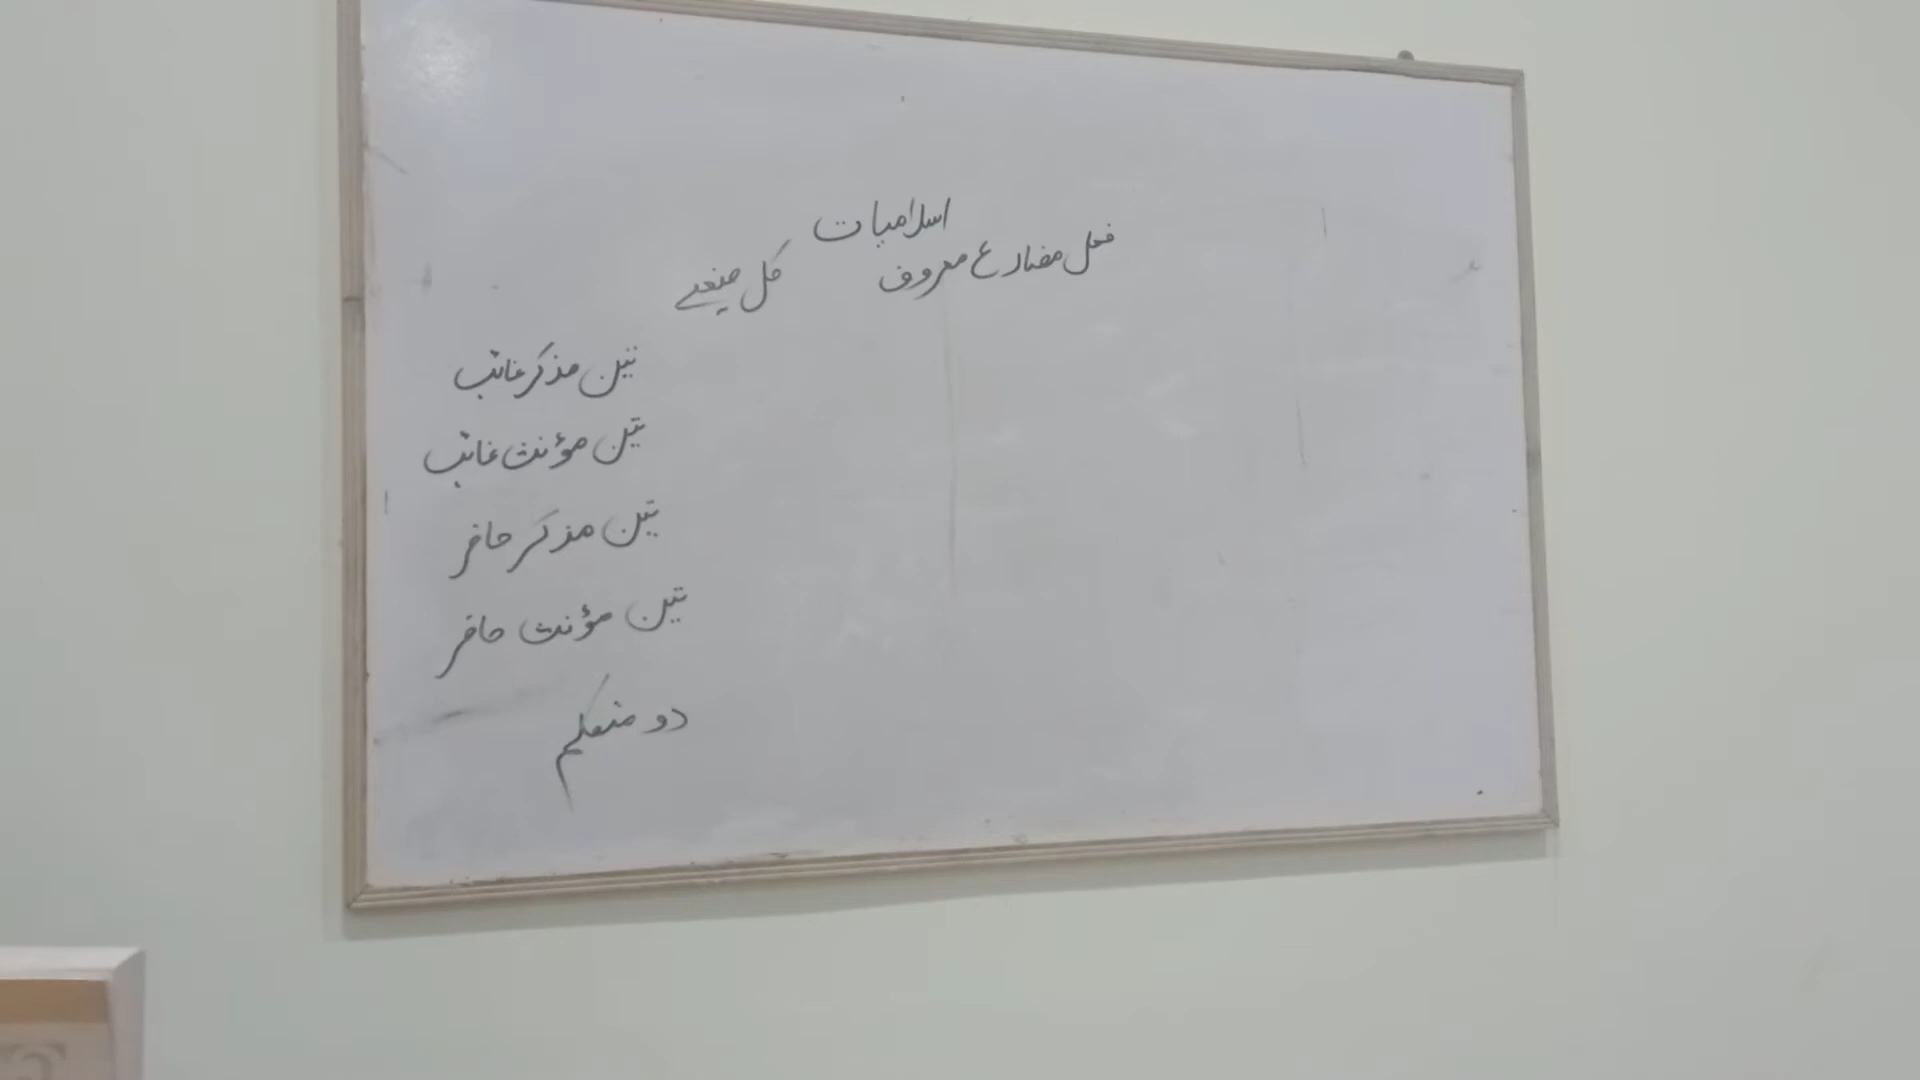 اسلامیات
فعل مضارع معروف کل صیغے
تین مذکر غائب
تین مؤنث غائب
تین مذکر حاضر
تین مؤنث حاضر
دو متکلم